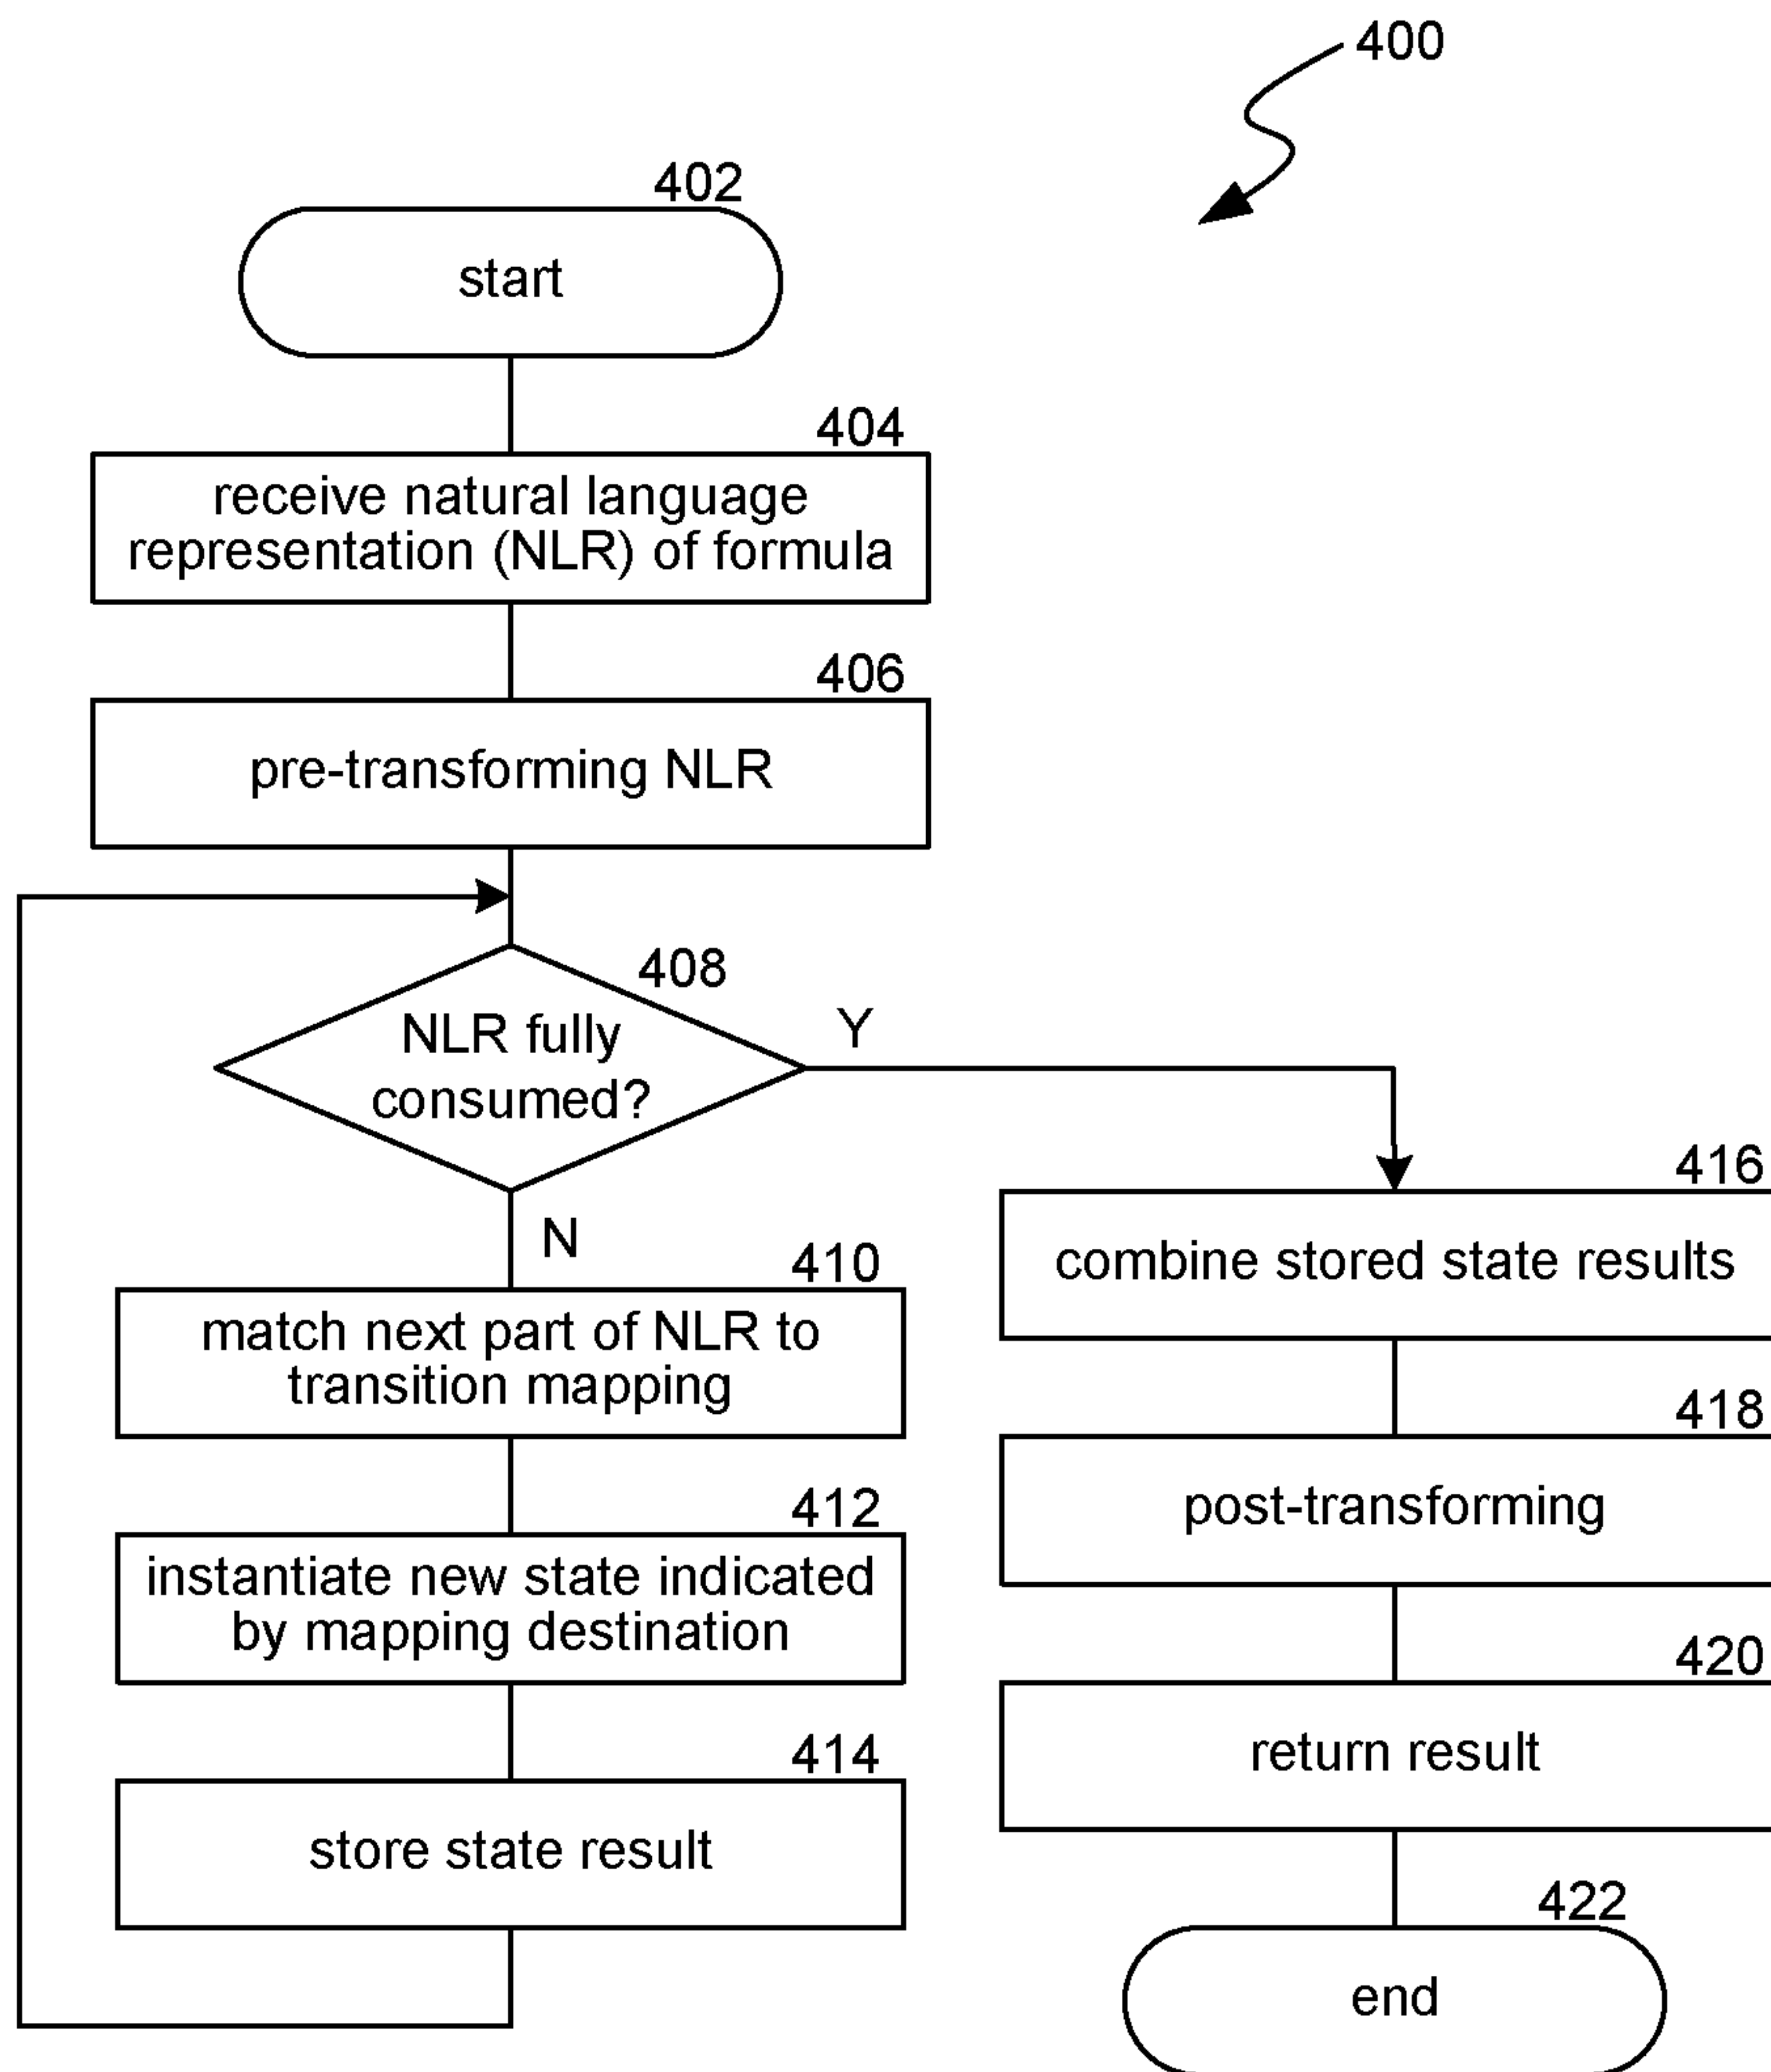 400
402
start
404
receive natural language
representation (NLR) of formula
406
pre-transforming NLR
408
NLR fully
consumed?
Y
N
410
match next part of NLR to
transition mapping
412
instantiate new state indicated
by mapping destination
414
store state result
416
combine stored state results
418
post-transforming
420
return result
422
end